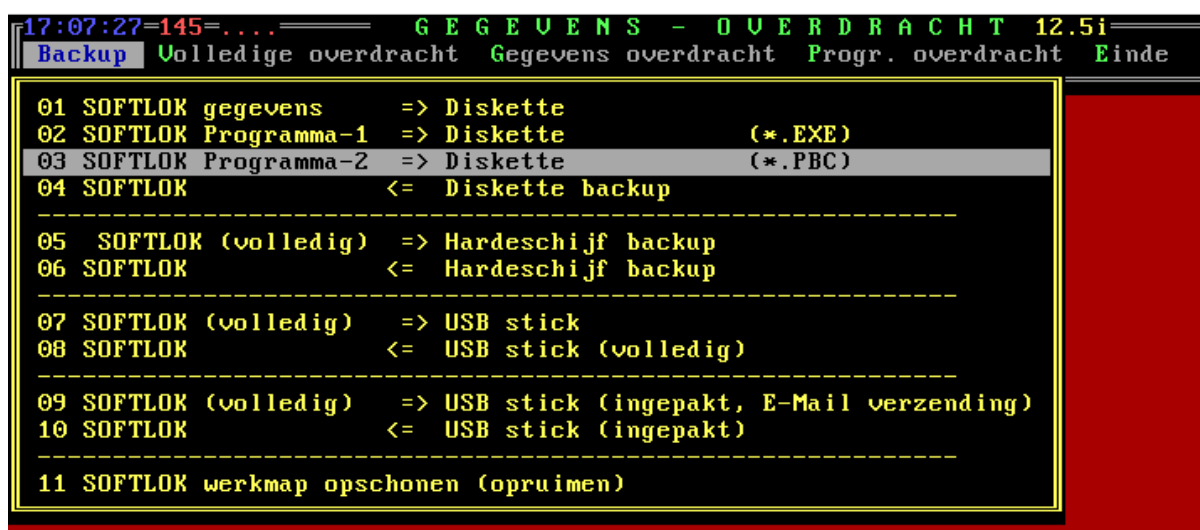 17:07:27=145=....   G E G E V E N S - O V E R D R A C H T 12.5i
Backup Volledige overdracht Gegevens overdracht Progr. overdracht Einde
01 SOFTLOK gegevens => Diskette
02 SOFTLOK Programma-1 => Diskette (*.EXE)
03 SOFTLOK Programma-2 => Diskette (*.PBC)
04 SOFTLOK <= Diskette backup
05 SOFTLOK (volledig) => Hardeschijf backup
06 SOFTLOK <= Hardeschijf backup
07 SOFTLOK (volledig) => USB stick
08 SOFTLOK <= USB stick (volledig)
09 SOFTLOK (volledig) => USB stick (ingepakt, E-Mail verzending)
10 SOFTLOK <= USB stick (ingepakt)
11 SOFTLOK werkmap opschonen (opruimen)